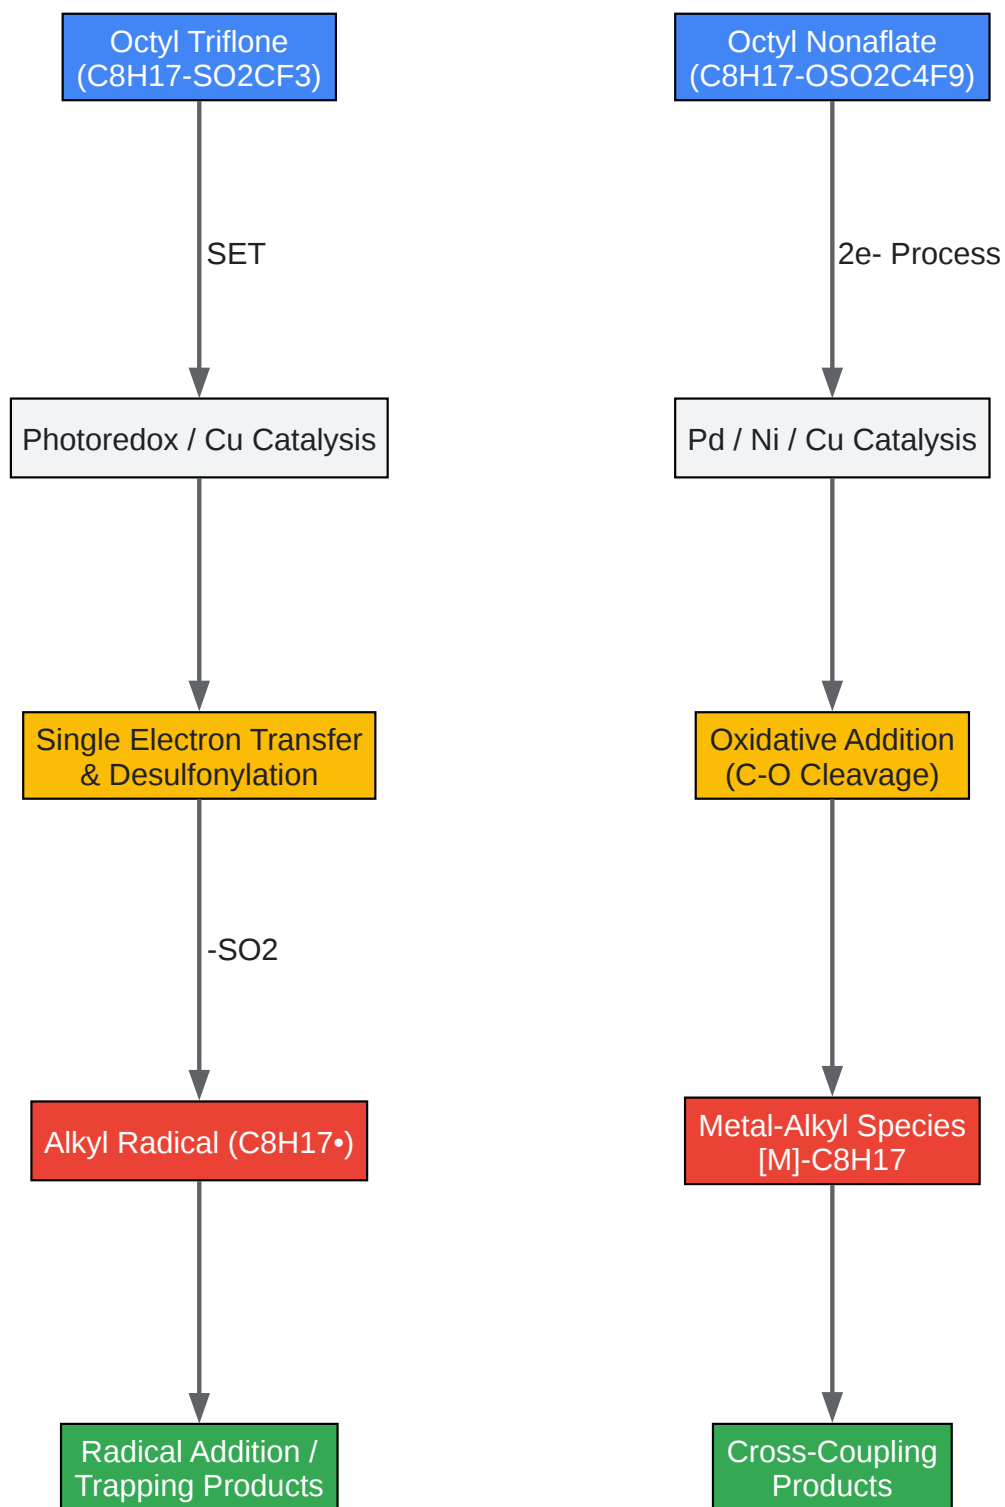 Octyl Triflone
(C8H17-SO2CF3)
SET
Photoredox / Cu Catalysis
Single Electron Transfer
& Desulfonylation
-SO2
Alkyl Radical (C8H17•)
Radical Addition /
Trapping Products
Octyl Nonaflate
(C8H17-OSO2C4F9)
2e- Process
Pd / Ni / Cu Catalysis
Oxidative Addition
(C-O Cleavage)
Metal-Alkyl Species
[M]-C8H17
Cross-Coupling
Products